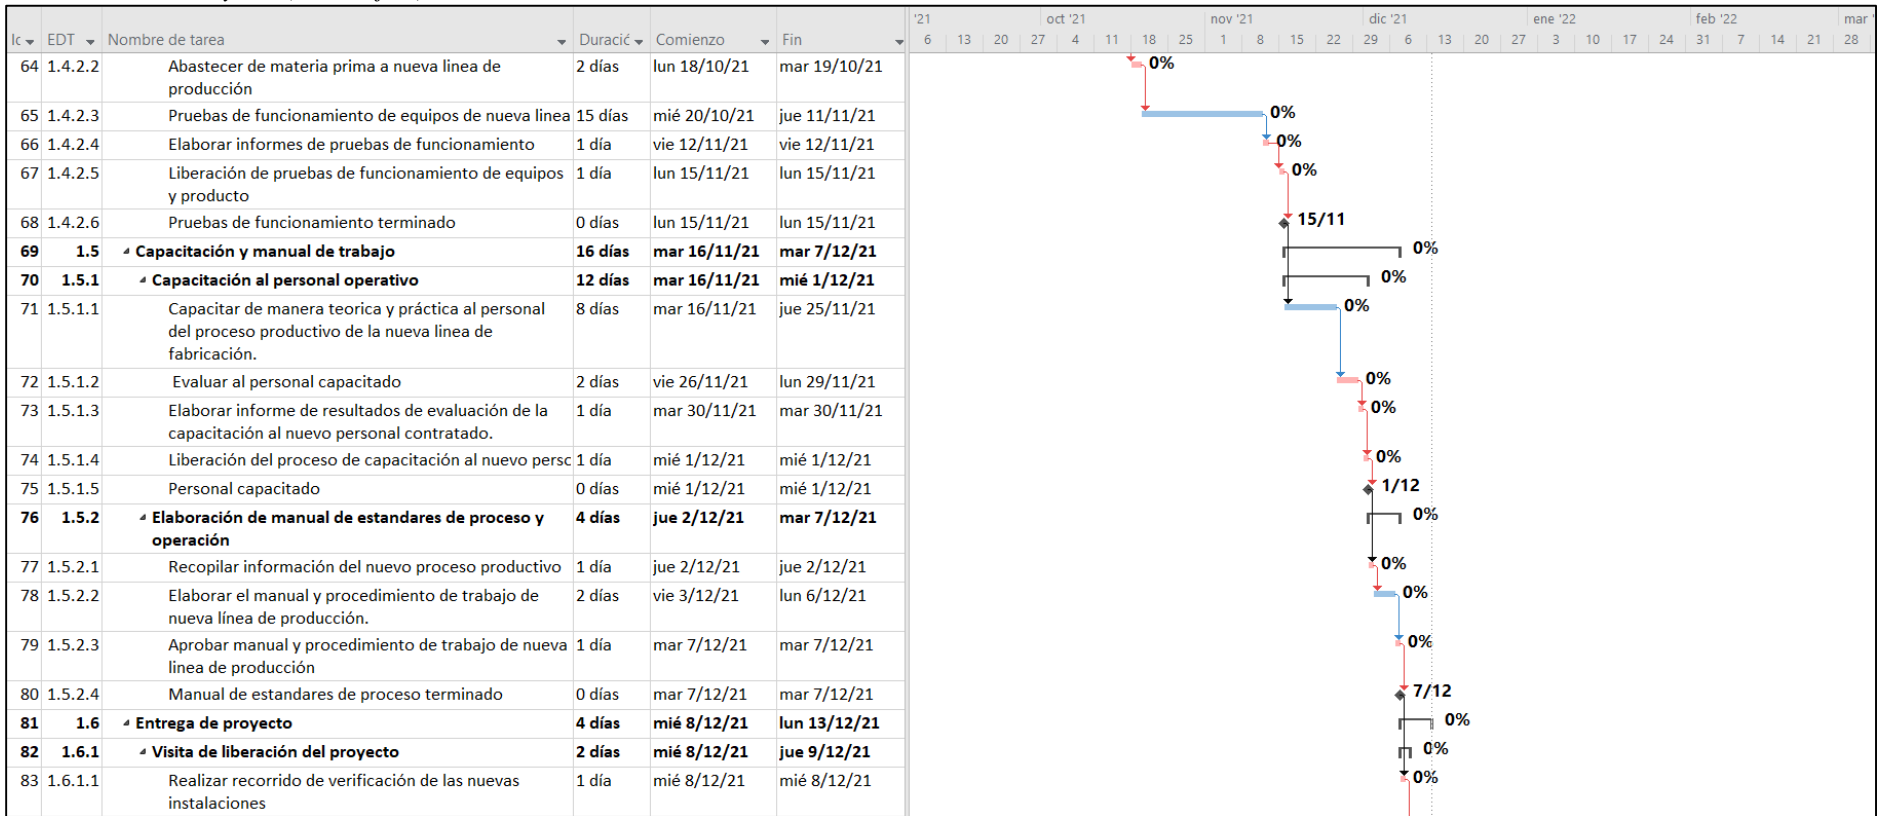 '21 oct '21 nov '21 dic '21 ene '22 feb '22 mar '
Ic EDT Nombre de tarea Duracić Comienzo Fin 6 13 20 27 4 11 18 25 1 8 15 22 29 6 13 20 27 3 10 17 24 31 7 14 21 28
64 1.4.2.2 Abastecer de materia prima a nueva linea de 2 días lun 18/10/21 mar 19/10/21 0%
producción
65 1.4.2.3 Pruebas de funcionamiento de equipos de nueva linea 15 días mié 20/10/21 jue 11/11/21 0%
66 1.4.2.4 Elaborar informes de pruebas de funcionamiento 1 día vie 12/11/21 vie 12/11/21 0%
67 1.4.2.5 Liberación de pruebas de funcionamiento de equipos 1 día lun 15/11/21 lun 15/11/21 0%
y producto
68 1.4.2.6 Pruebas de funcionamiento terminado 0 días lun 15/11/21 lun 15/11/21 15/11
69 1.5 Capacitación y manual de trabajo 16 días mar 16/11/21 mar 7/12/21 0%
70 1.5.1 Capacitación al personal operativo 12 días mar 16/11/21 mié 1/12/21 0%
71 1.5.1.1 Capacitar de manera teorica y práctica al personal 8 días mar 16/11/21 jue 25/11/21 0%
del proceso productivo de la nueva linea de
fabricación.
72 1.5.1.2 Evaluar al personal capacitado 2 días vie 26/11/21 lun 29/11/21 0%
73 1.5.1.3 Elaborar informe de resultados de evaluación de la 1 día mar 30/11/21 mar 30/11/21 0%
capacitación al nuevo personal contratado.
74 1.5.1.4 Liberación del proceso de capacitación al nuevo persc 1 día mié 1/12/21 mié 1/12/21 0%
75 1.5.1.5 Personal capacitado 0 días mié 1/12/21 mié 1/12/21 1/12
76 1.5.2 Elaboración de manual de estandares de proceso y 4 días jue 2/12/21 mar 7/12/21 0%
operación
77 1.5.2.1 Recopilar información del nuevo proceso productivo 1 día jue 2/12/21 jue 2/12/21 0%
78 1.5.2.2 Elaborar el manual y procedimiento de trabajo de 2 días vie 3/12/21 lun 6/12/21 0%
nueva línea de producción.
79 1.5.2.3 Aprobar manual y procedimiento de trabajo de nueva 1 día mar 7/12/21 mar 7/12/21 0%
linea de producción
80 1.5.2.4 Manual de estandares de proceso terminado 0 días mar 7/12/21 mar 7/12/21 7/12
81 1.6 Entrega de proyecto 4 días mié 8/12/21 lun 13/12/21 0%
82 1.6.1 Visita de liberación del proyecto 2 días mié 8/12/21 jue 9/12/21 0%
83 1.6.1.1 Realizar recorrido de verificación de las nuevas 1 día mié 8/12/21 mié 8/12/21 0%
instalaciones